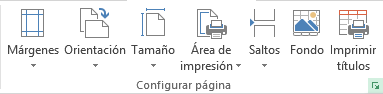 Márgenes Orientación Tamaño Área de impresión Saltos Fondo Imprimir títulos
Configurar página